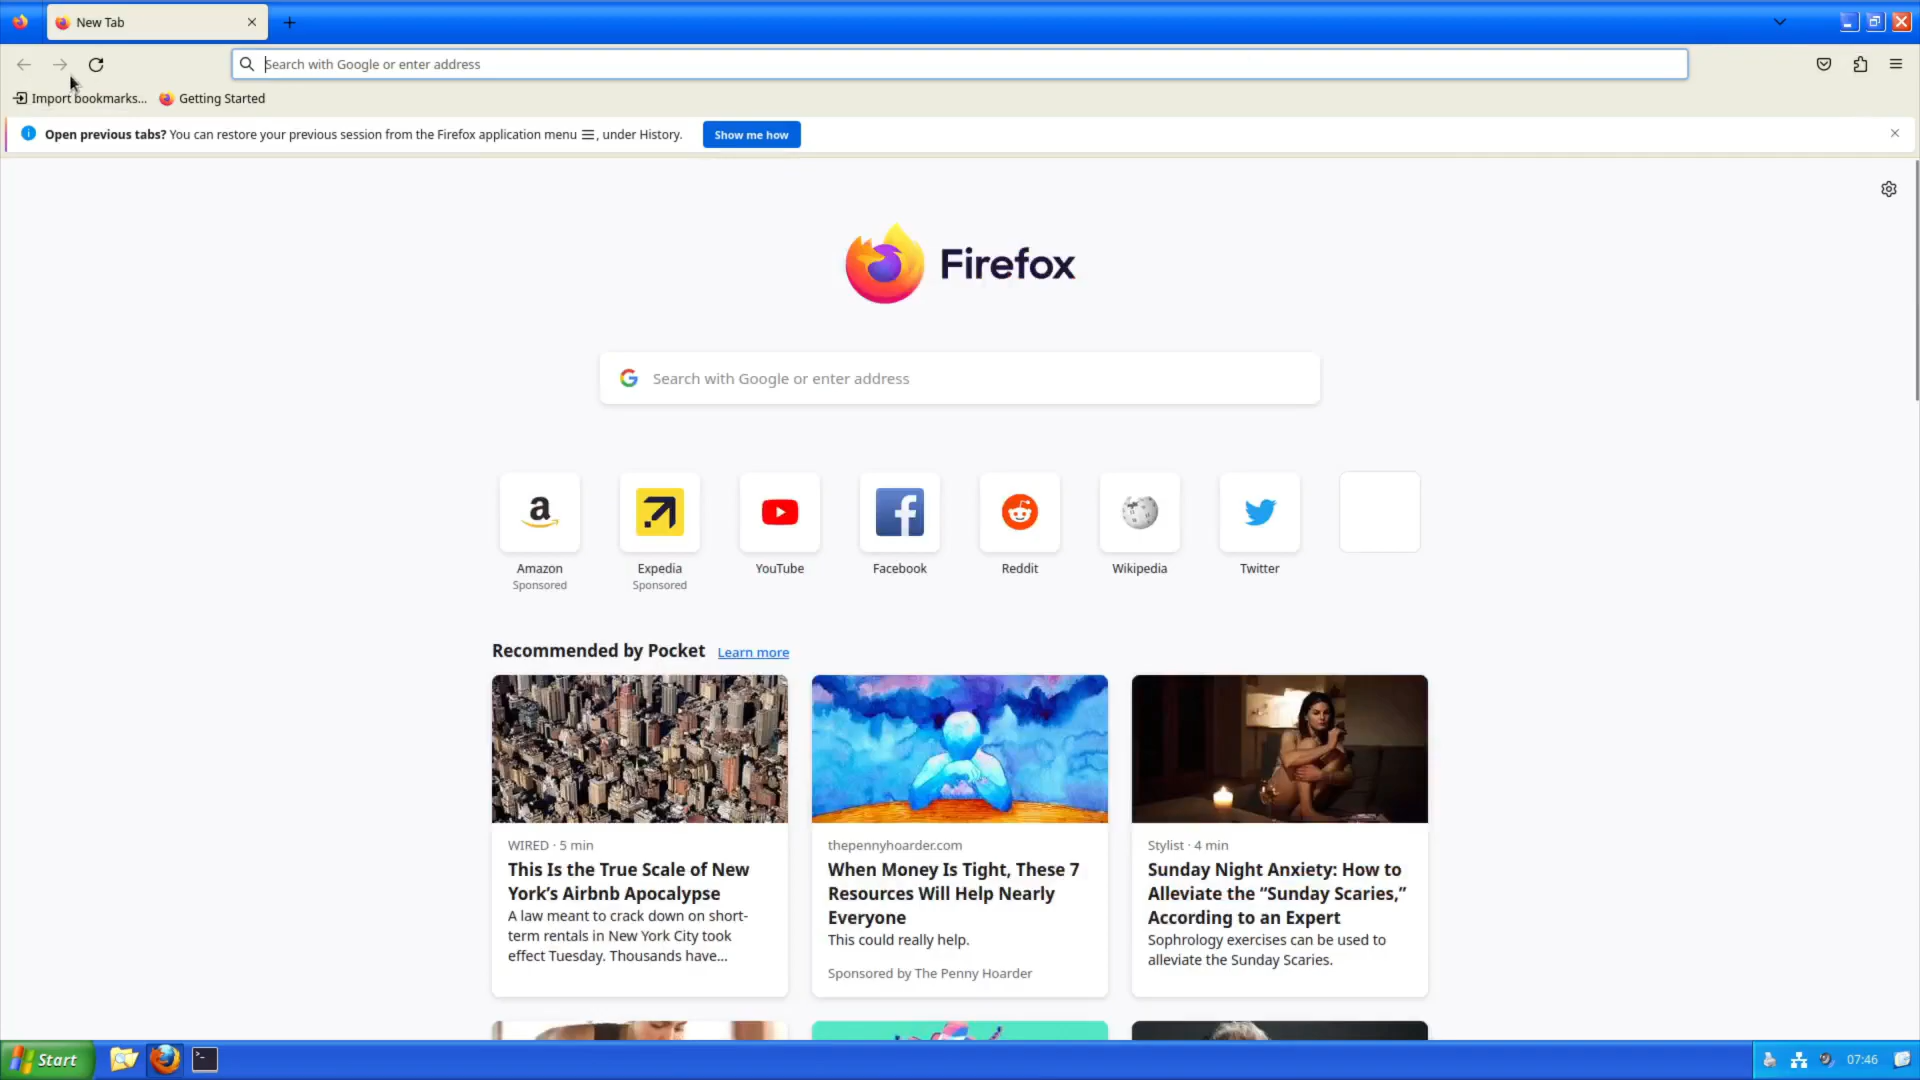 New Tab
Search with Google or enter address
Import bookmarks...
Getting Started
Open previous tabs? You can restore your previous session from the Firefox application menu ☰, under History.
Show me how
Firefox
Search with Google or enter address
Amazon
Sponsored
Expedia
Sponsored
YouTube
Facebook
Reddit
Wikipedia
Twitter
Recommended by Pocket
Learn more
WIRED · 5 min
This Is the True Scale of New
York’s Airbnb Apocalypse
A law meant to crack down on short-
term rentals in New York City took
effect Tuesday. Thousands have...
thepennyhoarder.com
When Money Is Tight, These 7
Resources Will Help Nearly
Everyone
This could really help.
Sponsored by The Penny Hoarder
Stylist · 4 min
Sunday Night Anxiety: How to
Alleviate the “Sunday Scaries,”
According to an Expert
Sophrology exercises can be used to
alleviate the Sunday Scaries.
Start
07:46